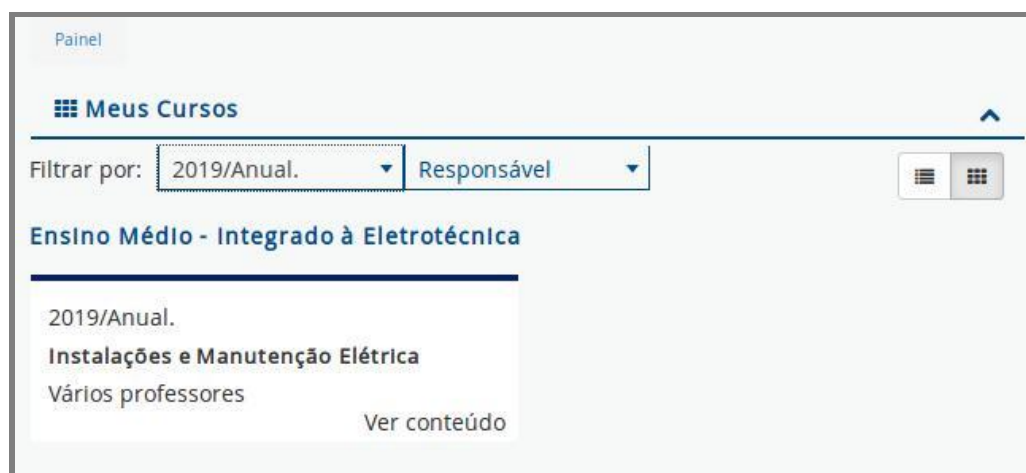 Painel
Meus Cursos
Filtrar por: 2019/Anual. Responsável
Ensino Médio - Integrado à Eletrotécnica
2019/Anual.
Instalações e Manutenção Elétrica
Vários professores
Ver conteúdo